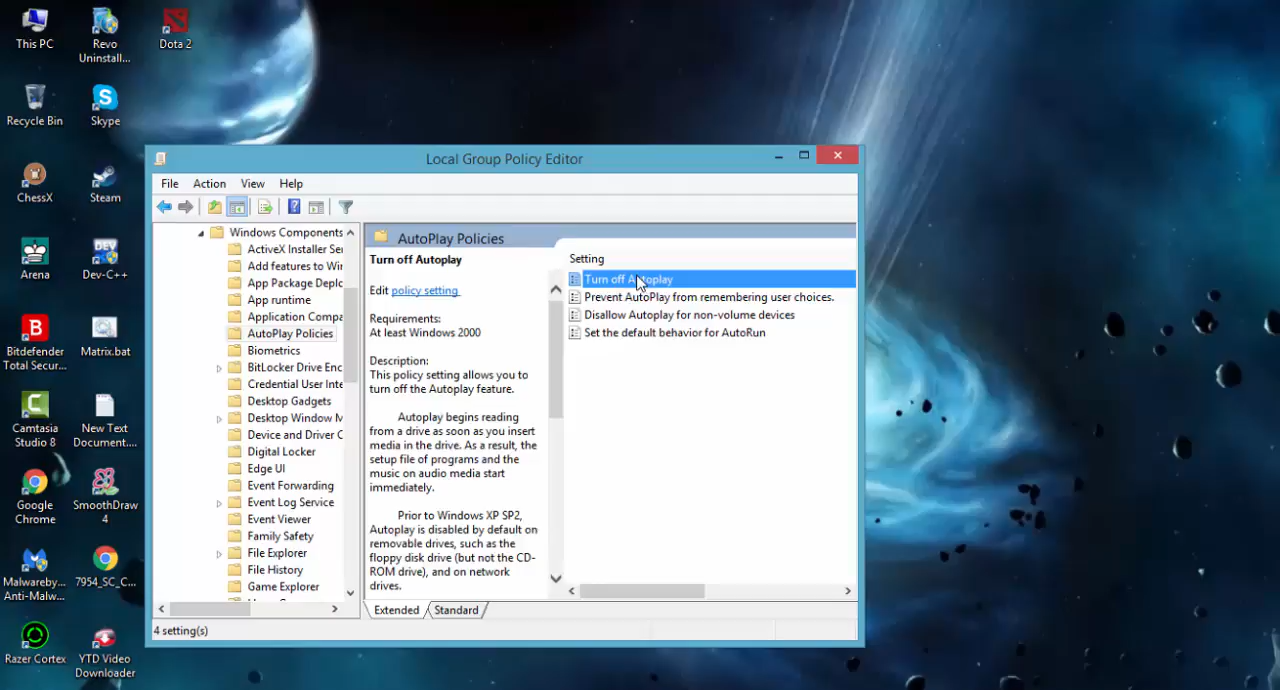 This PC
Revo
Uninstall...
Dota 2
Recycle Bin
Skype
ChessX
Steam
Arena
Dev-C++
Bitdefender
Total Secur...
Matrix.bat
Camtasia
Studio 8
New Text
Document....
Google
Chrome
SmoothDraw
4
Malwareby...
Anti-Malw...
7954_SC_C...
Razer Cortex
YTD Video
Downloader
Local Group Policy Editor
File Action View Help
Windows Components
ActiveX Installer Se
Add features to Wi
App Package Depl
App runtime
Application Compa
AutoPlay Policies
Biometrics
BitLocker Drive Enc
Credential User Inte
Desktop Gadgets
Desktop Window M
Device and Driver C
Digital Locker
Edge UI
Event Forwarding
Event Log Service
Event Viewer
Family Safety
File Explorer
File History
Game Explorer
AutoPlay Policies
Turn off Autoplay
Edit policy setting
Requirements:
At least Windows 2000
Description:
This policy setting allows you to
turn off the Autoplay feature.
Autoplay begins reading
from a drive as soon as you insert
media in the drive. As a result, the
setup file of programs and the
music on audio media start
immediately.
Prior to Windows XP SP2,
Autoplay is disabled by default on
removable drives, such as the
floppy disk drive (but not the CD-
ROM drive), and on network
drives.
Setting
Turn off Autoplay
Prevent AutoPlay from remembering user choices.
Disallow Autoplay for non-volume devices
Set the default behavior for AutoRun
Extended Standard
4 setting(s)